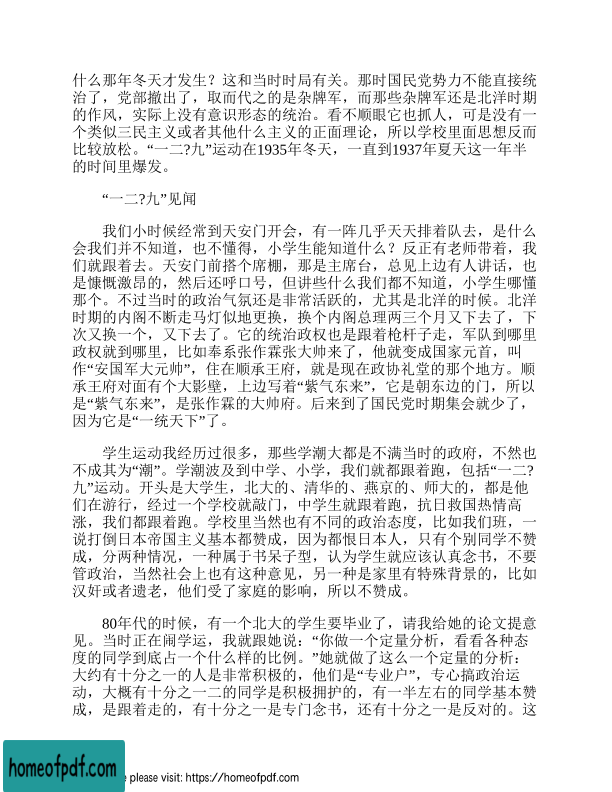 什么那年冬天才发生？这和当时时局有关。那时国民党势力不能直接统
治了，党部撤出了，取而代之的是杂牌军，而那些杂牌军还是北洋时期
的作风，实际上没有意识形态的统治。看不顺眼它也抓人，可是没有一
个类似三民主义或者其他什么主义的正面理论，所以学校里面思想反而
比较放松。“一二?九”运动在1935年冬天，一直到1937年夏天这一年半
的时间里爆发。
“一二?九”见闻
我们小时候经常到天安门开会，有一阵几乎天天排着队去，是什么
会我们并不知道，也不懂得，小学生能知道什么？反正有老师带着，我
们就跟着去。天安门前搭个席棚，那是主席台，总见上边有人讲话，也
是慷慨激昂的，然后还呼口号，但讲些什么我们都不知道，小学生哪懂
那个。不过当时的政治气氛还是非常活跃的，尤其是北洋的时候。北洋
时期的内阁不断走马灯似地更换，换个内阁总理两三个月又下去了，下
次又换一个，又下去了。它的统治政权也是跟着枪杆子走，军队到哪里
政权就到哪里，比如奉系张作霖张大帅来了，他就变成国家元首，叫
作“安国军大元帅”，住在顺承王府，就是现在政协礼堂的那个地方。顺
承王府对面有个大影壁，上边写着“紫气东来”，它是朝东边的门，所以
是“紫气东来”，是张作霖的大帅府。后来到了国民党时期集会就少了，
因为它是“一统天下”了。
学生运动我经历过很多，那些学潮大都是不满当时的政府，不然也
不成其为“潮”。学潮波及到中学、小学，我们就都跟着跑，包括“一二?
九”运动。开头是大学生，北大的、清华的、燕京的、师大的，都是他
们在游行，经过一个学校就敲门，中学生就跟着跑，抗日救国热情高
涨，我们都跟着跑。学校里当然也有不同的政治态度，比如我们班，一
说打倒日本帝国主义基本都赞成，因为都恨日本人，只有个别同学不赞
成，分两种情况，一种属于书呆子型，认为学生就应该认真念书，不要
管政治，当然社会上也有这种意见，另一种是家里有特殊背景的，比如
汉奸或者遗老，他们受了家庭的影响，所以不赞成。
80年代的时候，有一个北大的学生要毕业了，请我给她的论文提意
见。当时正在闹学运，我就跟她说：“你做一个定量分析，看看各种态
度的同学到底占一个什么样的比例。”她就做了这么一个定量的分析：
大约有十分之一的人是非常积极的，他们是“专业户”，专心搞政治运
动，大概有十分之一二的同学是积极拥护的，有一半左右的同学基本赞
成，是跟着走的，有十分之一是专门念书，还有十分之一是反对的。这
homeofpdf.com
please visit: https://homeofpdf.com